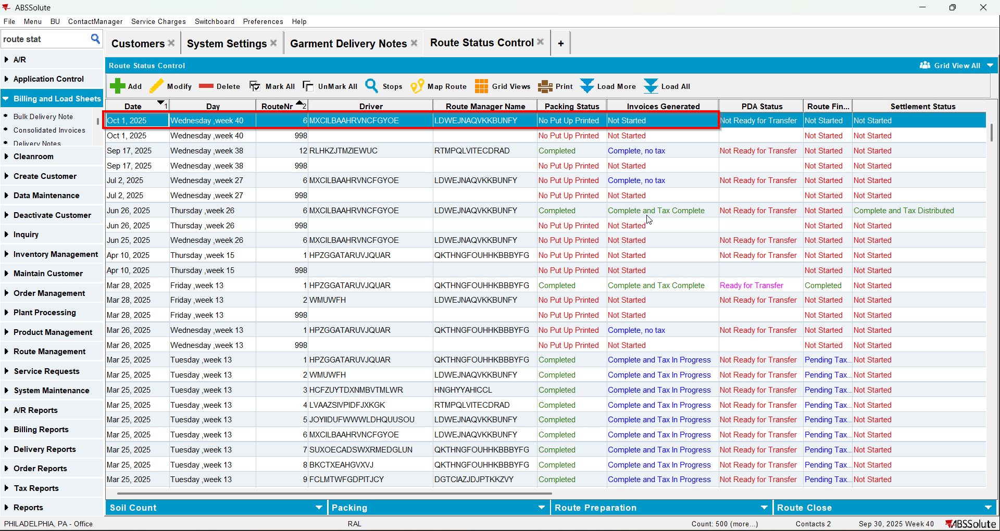 ABSSolute
File Menu BU ContactManager Service Charges Switchboard Preferences Help
route stat
Customers System Settings Garment Delivery Notes Route Status Control +
Route Status Control Grid View All
Add Modify Delete Mark All UnMark All Stops Map Route Grid Views Print Load More Load All
A/R
Application Control
Billing and Load Sheets
Bulk Delivery Note
Consolidated Invoices
Delivery Notes
Cleanroom
Create Customer
Data Maintenance
Deactivate Customer
Inquiry
Inventory Management
Maintain Customer
Order Management
Plant Processing
Product Management
Route Management
Service Requests
System Maintenance
A/R Reports
Billing Reports
Delivery Reports
Order Reports
Tax Reports
Reports
Date 1 Day RouteNr 2 Driver Route Manager Name Packing Status Invoices Generated PDA Status Route Fin... Settlement Status
Oct 1, 2025 Wednesday ,week 40 6 MXCILBAAHRVNCFGYOE LDWEJNAQVKKBUNFY No Put Up Printed Not Started Not Ready for Transfer Not Started Not Started
Oct 1, 2025 Wednesday ,week 40 998 No Put Up Printed Not Started Not Started Not Started
Sep 17, 2025 Wednesday ,week 38 12 RLHKZJTMZIEWUC RTMPQLVITECDRAD Completed Complete, no tax Not Ready for Transfer Not Started Not Started
Sep 17, 2025 Wednesday ,week 38 998 No Put Up Printed Not Started Not Started Not Started
Jul 2, 2025 Wednesday ,week 27 6 MXCILBAAHRVNCFGYOE LDWEJNAQVKKBUNFY No Put Up Printed Complete, no tax Not Ready for Transfer Not Started Not Started
Jul 2, 2025 Wednesday ,week 27 998 No Put Up Printed Not Started Not Started Not Started
Jun 26, 2025 Thursday ,week 26 6 MXCILBAAHRVNCFGYOE LDWEJNAQVKKBUNFY Completed Complete and Tax Complete Not Ready for Transfer Not Started Complete and Tax Distributed
Jun 26, 2025 Thursday ,week 26 998 No Put Up Printed Not Started Not Started Not Started
Jun 25, 2025 Wednesday ,week 26 6 MXCILBAAHRVNCFGYOE LDWEJNAQVKKBUNFY No Put Up Printed Not Started Not Ready for Transfer Not Started Not Started
Apr 10, 2025 Thursday ,week 15 1 HPZGGATARUVJQUAR QKTHNGFOUHHKBBBYFG No Put Up Printed Not Started Not Ready for Transfer Not Started Not Started
Apr 10, 2025 Thursday ,week 15 998 No Put Up Printed Not Started Not Started Not Started
Mar 28, 2025 Friday ,week 13 1 HPZGGATARUVJQUAR QKTHNGFOUHHKBBBYFG Completed Complete and Tax Complete Ready for Transfer Completed Not Started
Mar 28, 2025 Friday ,week 13 2 WMUWFH LDWEJNAQVKKBUNFY No Put Up Printed Not Started Not Ready for Transfer Not Started Not Started
Mar 28, 2025 Friday ,week 13 998 No Put Up Printed Not Started Not Started Not Started
Mar 26, 2025 Wednesday ,week 13 1 HPZGGATARUVJQUAR QKTHNGFOUHHKBBBYFG No Put Up Printed Complete, no tax Not Ready for Transfer Not Started Not Started
Mar 26, 2025 Wednesday ,week 13 998 No Put Up Printed Not Started Not Started Not Started
Mar 25, 2025 Tuesday ,week 13 1 HPZGGATARUVJQUAR QKTHNGFOUHHKBBBYFG Completed Complete and Tax In Progress Not Ready for Transfer Pending Tax... Not Started
Mar 25, 2025 Tuesday ,week 13 2 WMUWFH LDWEJNAQVKKBUNFY Completed Complete and Tax In Progress Not Ready for Transfer Pending Tax... Not Started
Mar 25, 2025 Tuesday ,week 13 3 HCFZUYTDXNMBVTMLWR HNGHYYAHICCL Completed Complete and Tax In Progress Not Ready for Transfer Pending Tax... Not Started
Mar 25, 2025 Tuesday ,week 13 4 LVAAZSIVPIDFJXKGK RTMPQLVITECDRAD Completed Complete and Tax In Progress Not Ready for Transfer Pending Tax... Not Started
Mar 25, 2025 Tuesday ,week 13 5 JOYIIDUFWWWLDHQUUSOU LDWEJNAQVKKBUNFY Completed Complete and Tax In Progress Not Ready for Transfer Pending Tax... Not Started
Mar 25, 2025 Tuesday ,week 13 6 MXCILBAAHRVNCFGYOE LDWEJNAQVKKBUNFY Completed Complete and Tax In Progress Not Ready for Transfer Pending Tax... Not Started
Mar 25, 2025 Tuesday ,week 13 7 SUXOECADSWXRMEDGLUN QKTHNGFOUHHKBBBYFG Completed Complete and Tax In Progress Not Ready for Transfer Pending Tax... Not Started
Mar 25, 2025 Tuesday ,week 13 8 BKCTXEAHGVXVJ QKTHNGFOUHHKBBBYFG Completed Complete and Tax In Progress Not Ready for Transfer Pending Tax... Not Started
Mar 25, 2025 Tuesday ,week 13 9 FCLMTWFGDPITJCY DGTCIAZJDJPTKKZVY Completed Complete and Tax In Progress Not Ready for Transfer Pending Tax... Not Started
Soil Count Packing Route Preparation Route Close
PHILADELPHIA, PA - Office RAL Count: 500 (more...) Contacts 2 Sep 30, 2025 Week 40 ABSSolute